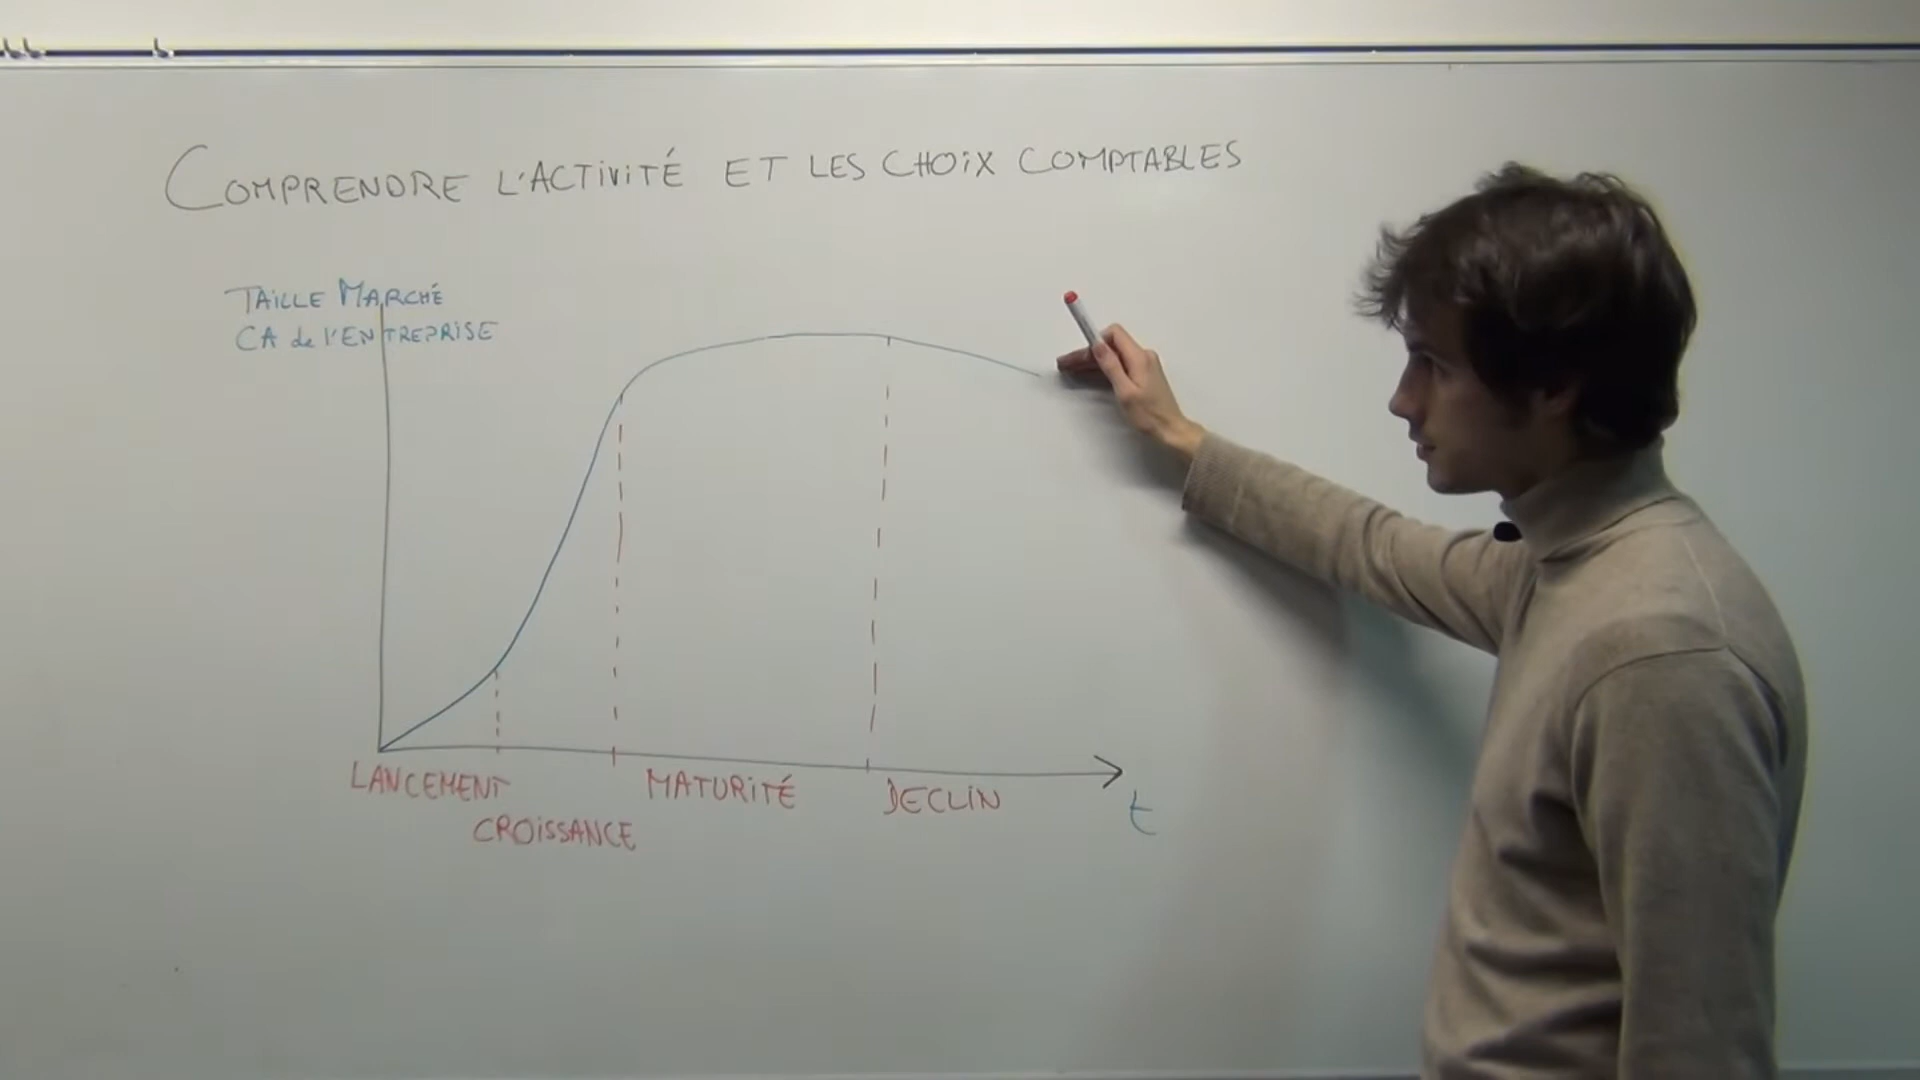 COMPRENDRE L'ACTIVITÉ ET LES CHOIX COMPTABLES
TAILLE MARCHÉ
CA de l'ENTREPRISE
LANCEMENT
MATURITÉ
DECLIN
t
CROISSANCE